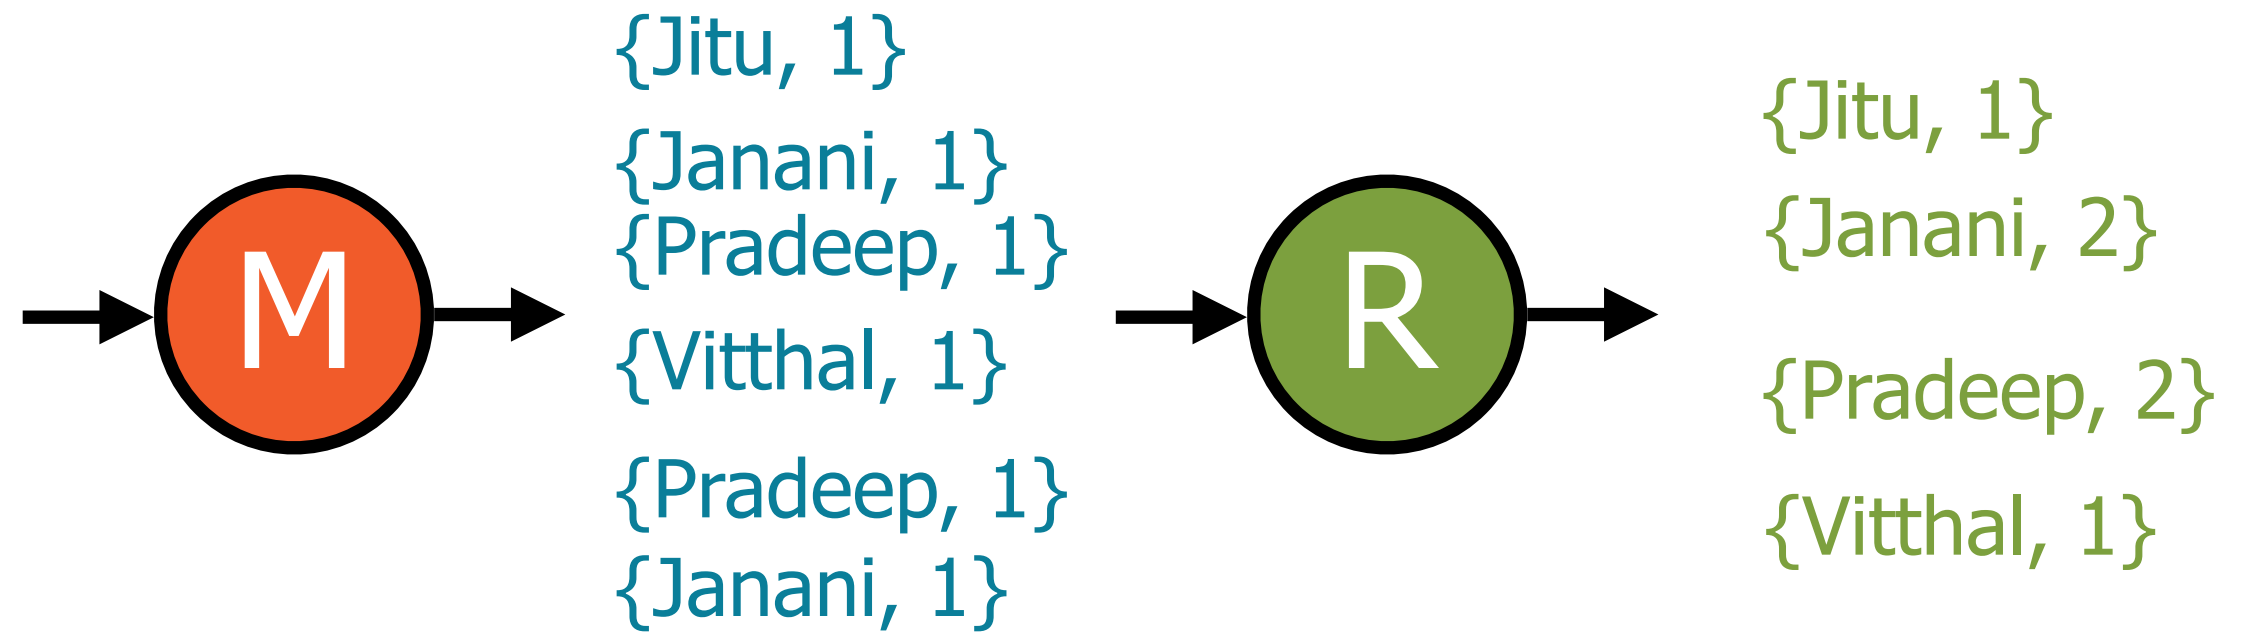 M
{Jitu, 1}
{Janani, 1}
{Pradeep, 1}
{Vitthal, 1}
{Pradeep, 1}
{Janani, 1}
R
{Jitu, 1}
{Janani, 2}
{Pradeep, 2}
{Vitthal, 1}